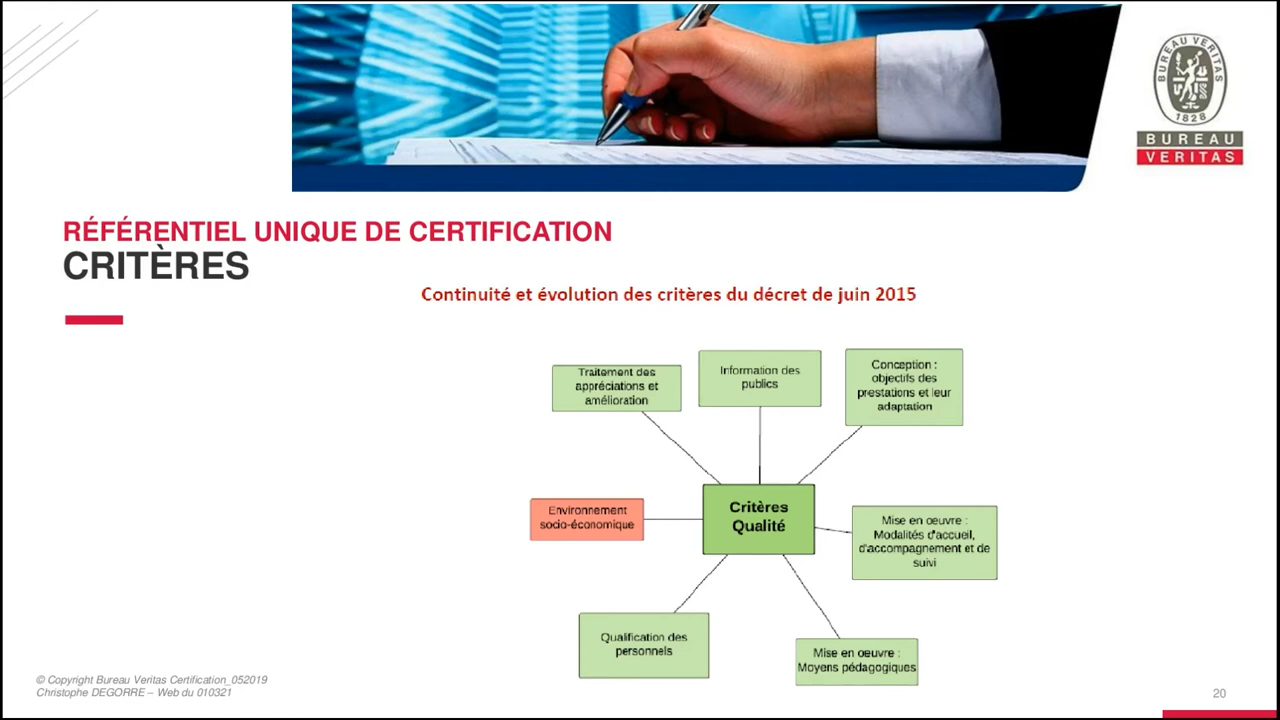 BUREAU VERITAS
1828
BUREAU
VERITAS
RÉFÉRENTIEL UNIQUE DE CERTIFICATION
CRITÈRES
Continuité et évolution des critères du décret de juin 2015
Traitement des
appréciations et
amélioration
Information des
publics
Conception :
objectifs des
prestations et leur
adaptation
Environnement
socio-économique
Critères
Qualité
Mise en oeuvre :
Modalités d'accueil,
d'accompagnement et de
suivi
Qualification des
personnels
Mise en oeuvre :
Moyens pédagogiques
© Copyright Bureau Veritas Certification_052019
Christophe DEGORRE – Web du 010321
20